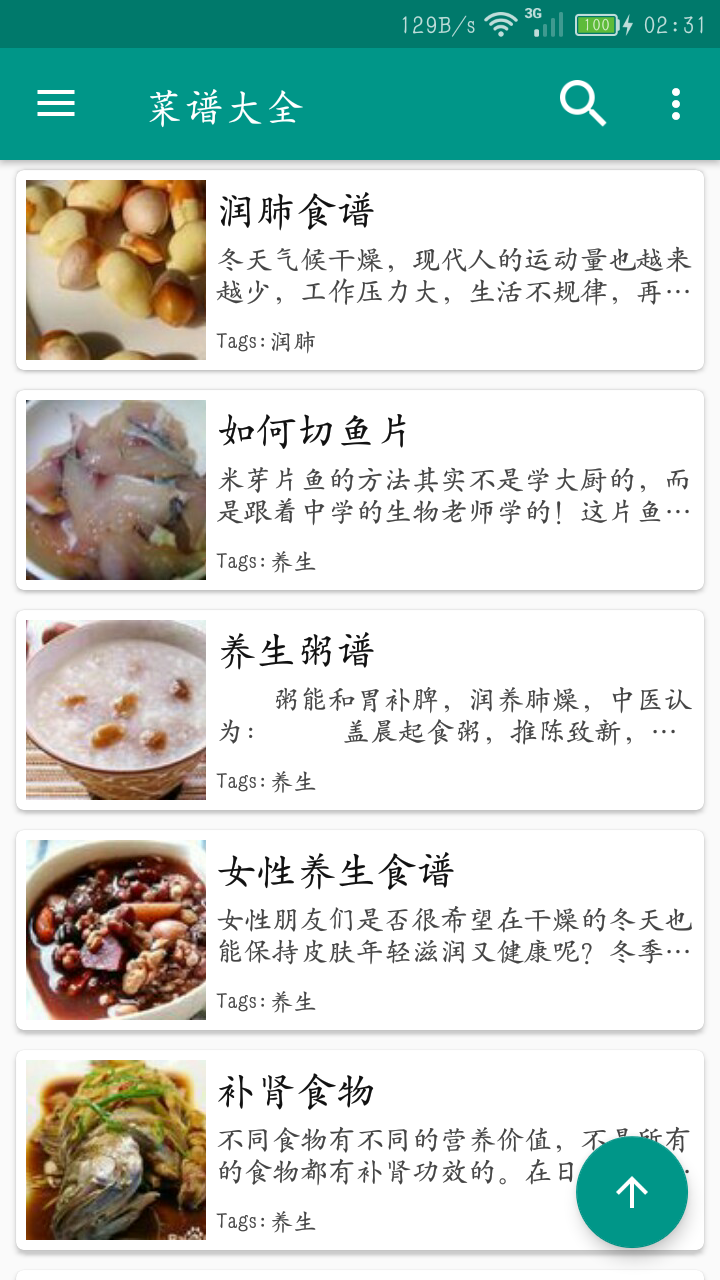 129B/s 3G 100 02:31
菜谱大全
润肺食谱
冬天气候干燥，现代人的运动量也越来
越少，工作压力大，生活不规律，再…
Tags:润肺
如何切鱼片
米芽片鱼的方法其实不是学大厨的，而
是跟着中学的生物老师学的！这片鱼…
Tags:养生
养生粥谱
粥能和胃补脾，润养肺燥，中医认
为：　　　盖晨起食粥，推陈致新，…
Tags:养生
女性养生食谱
女性朋友们是否很希望在干燥的冬天也
能保持皮肤年轻滋润又健康呢？冬季…
Tags:养生
补肾食物
不同食物有不同的营养价值，不是所有
的食物都有补肾功效的。在日
Tags:养生